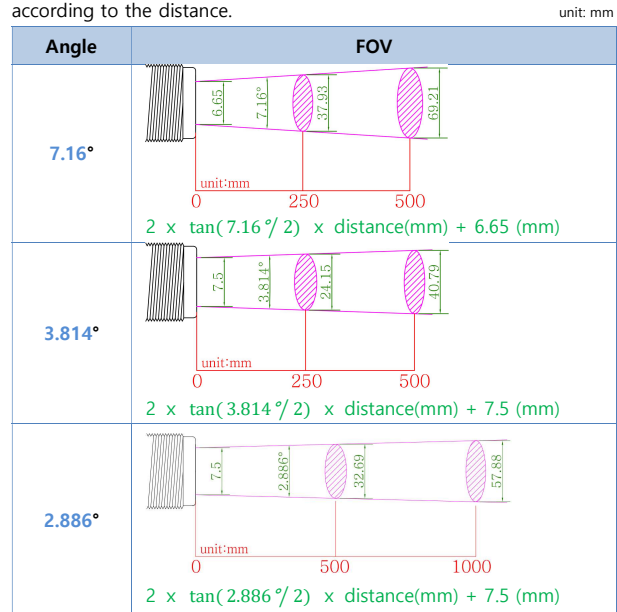 according to the distance.
unit: mm
Angle FOV
7.16°
6.65
7.16°
37.93
69.21
unit:mm
0 250 500
2 x tan(7.16°/2) x distance(mm) + 6.65 (mm)
3.814°
7.5
3.814°
24.15
40.79
unit:mm
0 250 500
2 x tan(3.814°/2) x distance(mm) + 7.5 (mm)
2.886°
7.5
2.886°
32.69
57.88
unit:mm
0 500 1000
2 x tan(2.886°/2) x distance(mm) + 7.5 (mm)